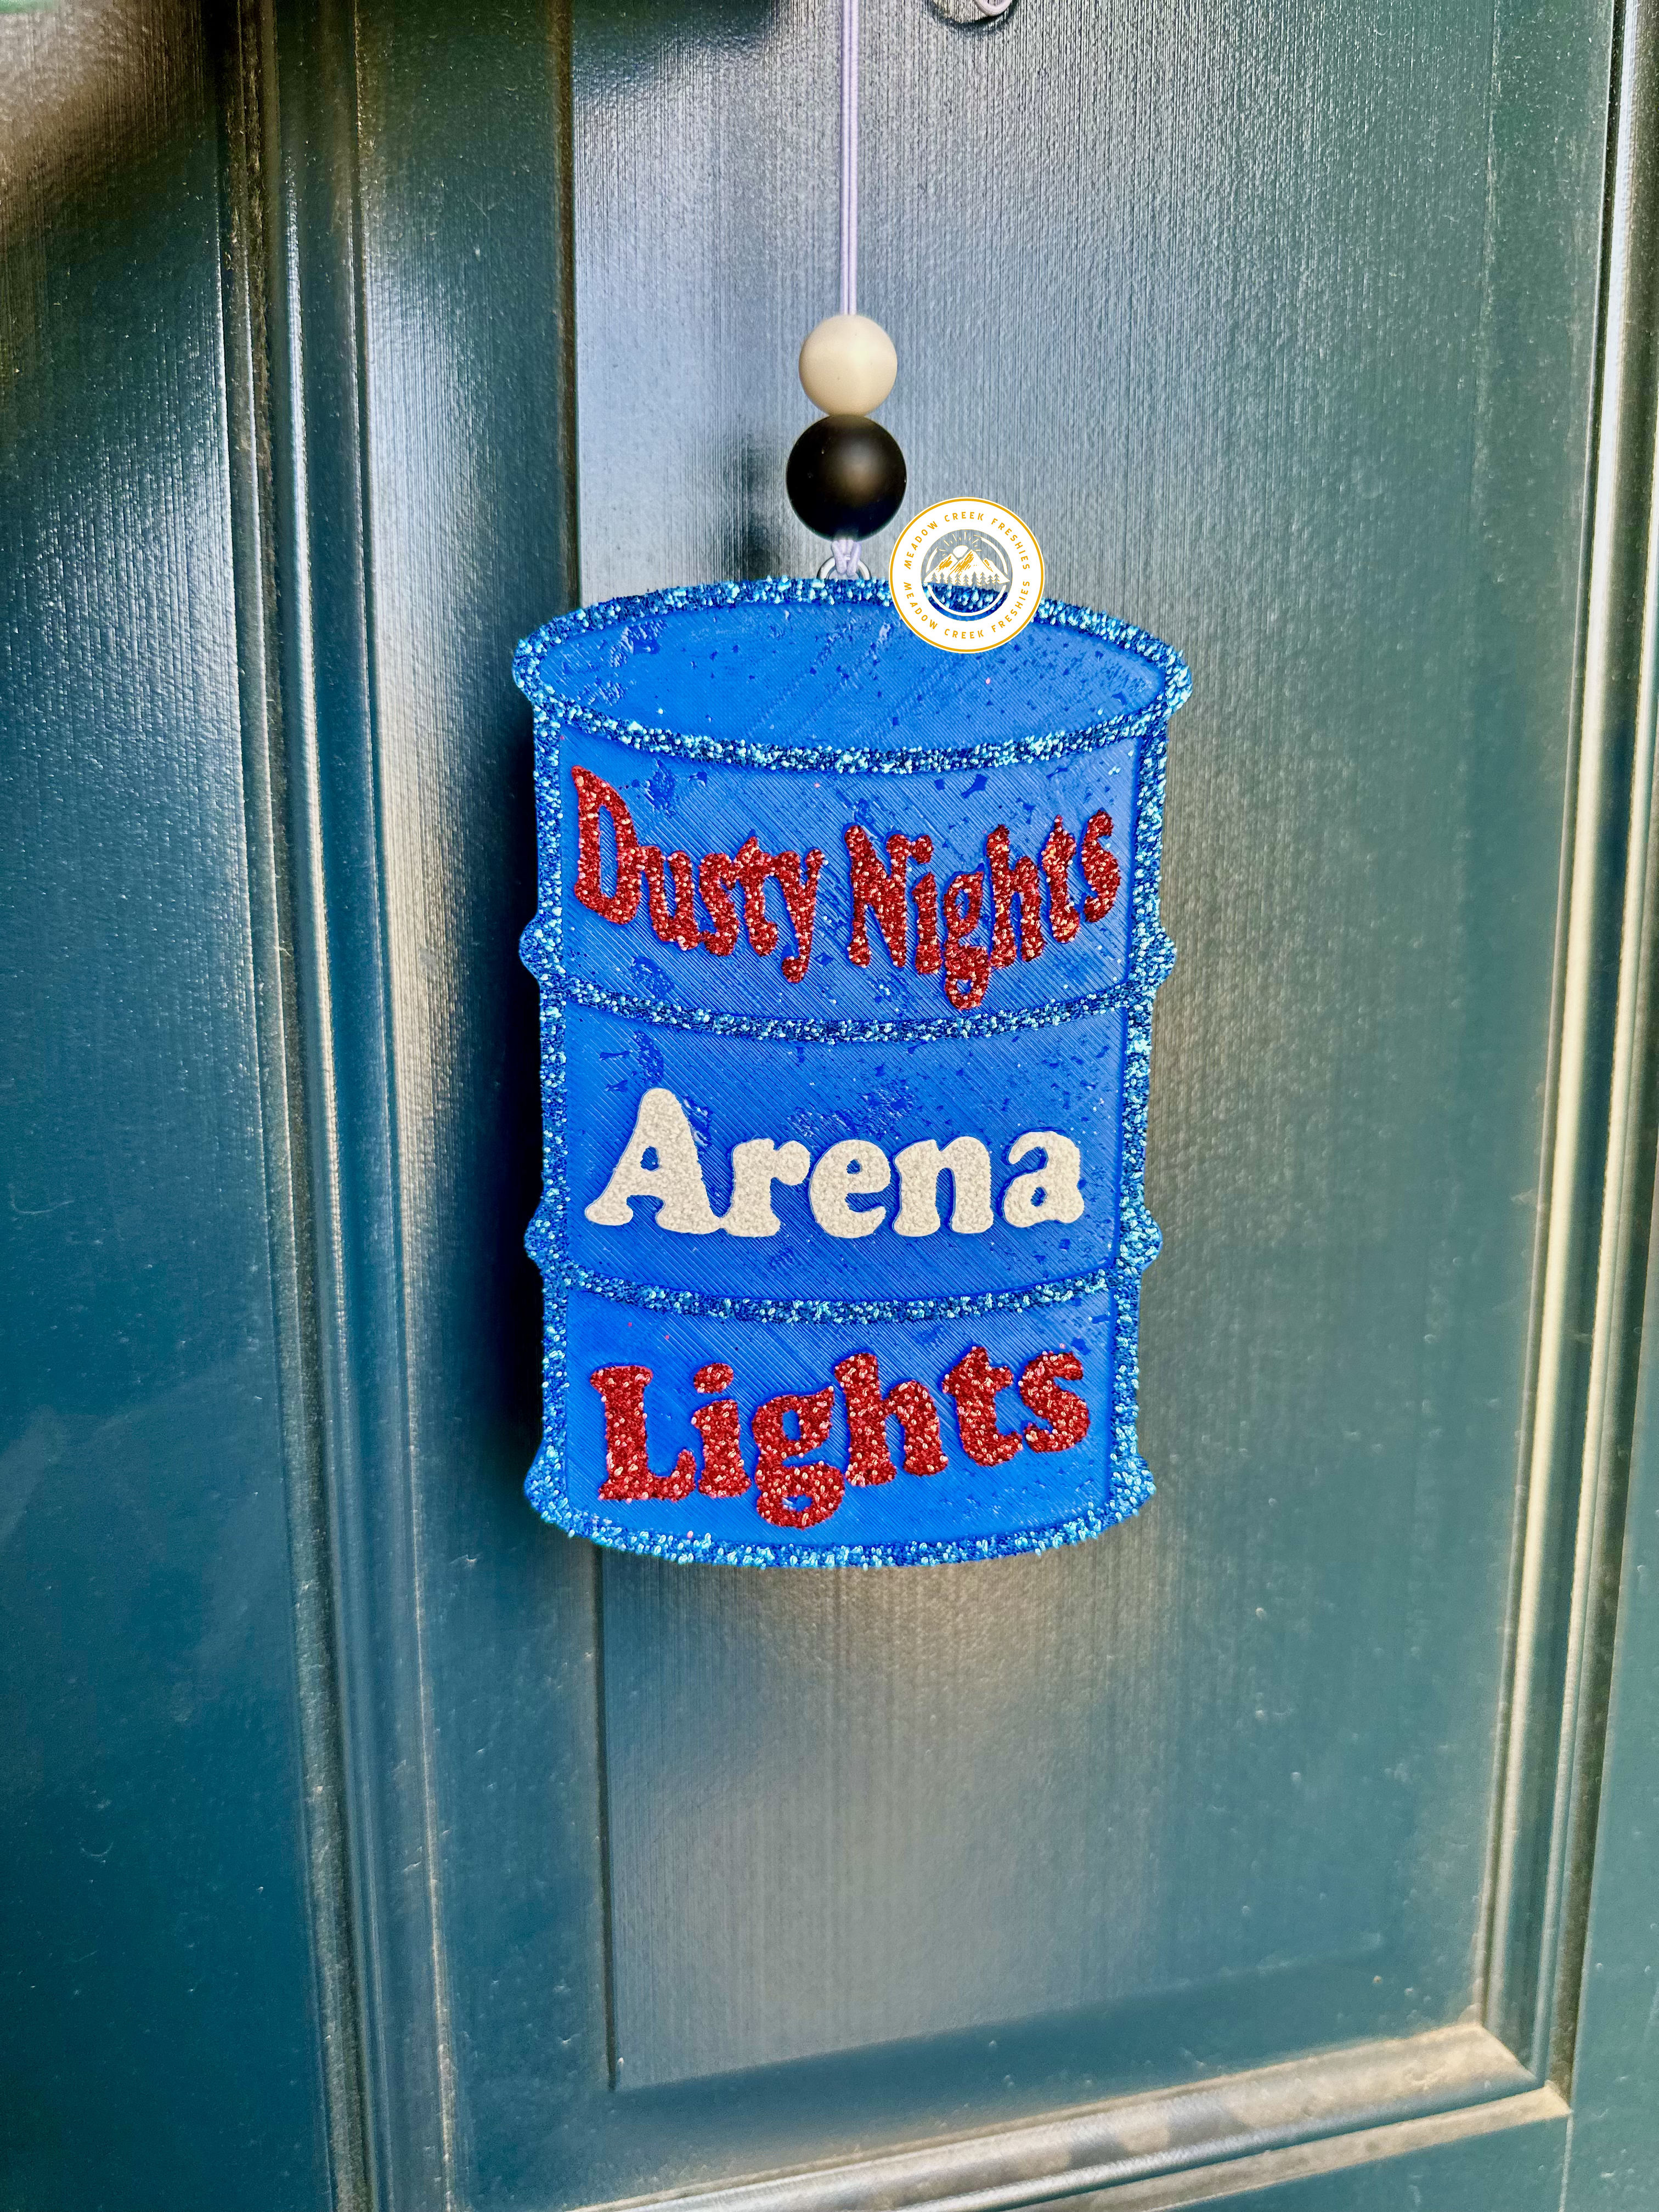 MEADOW CREEK FRESHIES
MEADOW CREEK FRESHIES
Dusty Nights
Arena
Lights